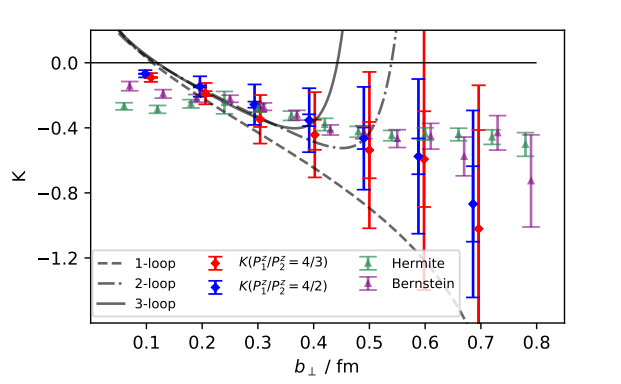 K
0.0
−0.4
−0.8
−1.2
1-loop
2-loop
3-loop
K(P₁ᶻ/P₂ᶻ = 4/3)
K(P₁ᶻ/P₂ᶻ = 4/2)
Hermite
Bernstein
0.1 0.2 0.3 0.4 0.5 0.6 0.7 0.8
b⊥ / fm